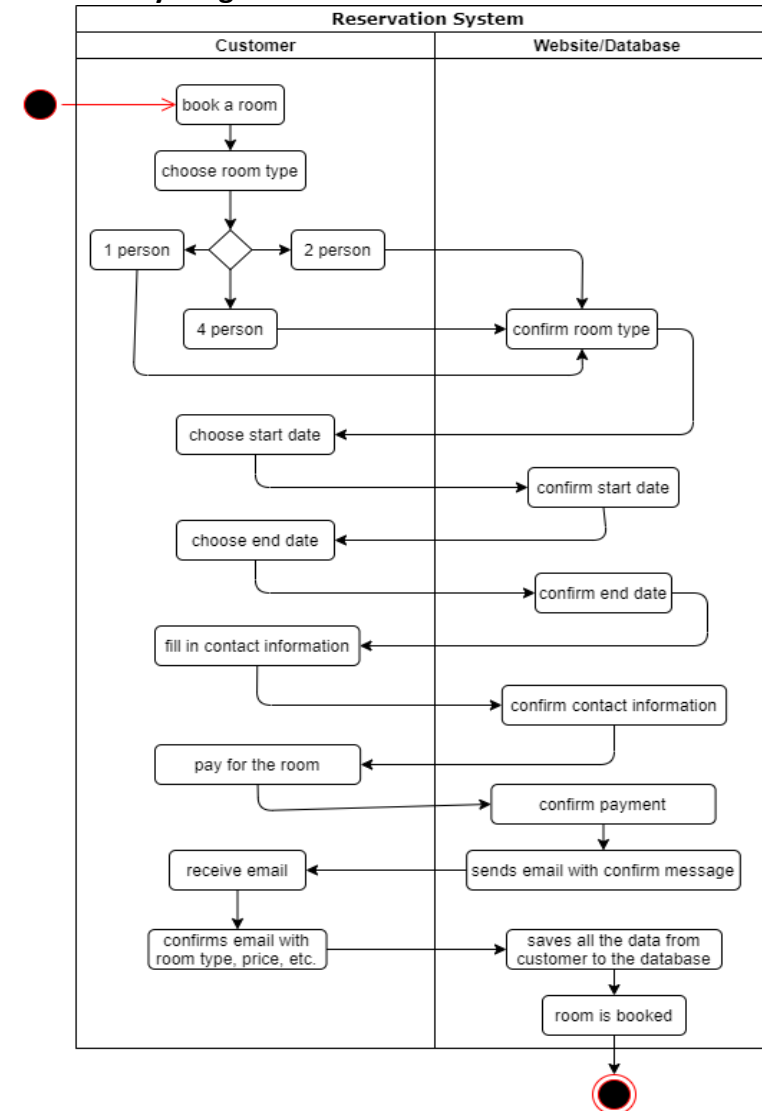 Reservation System
Customer
Website/Database
book a room
choose room type
1 person
2 person
4 person
confirm room type
choose start date
confirm start date
choose end date
confirm end date
fill in contact information
confirm contact information
pay for the room
confirm payment
receive email
sends email with confirm message
confirms email with
room type, price, etc.
saves all the data from
customer to the database
room is booked